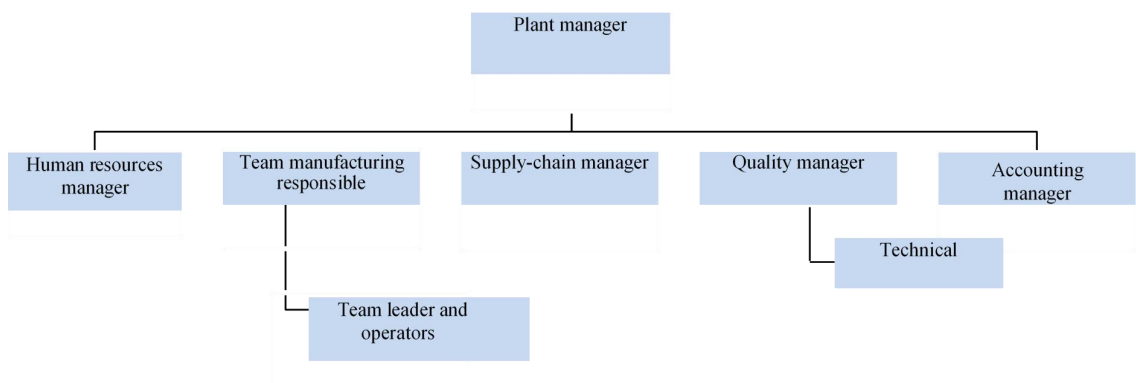 Plant manager
Human resources
manager
Team manufacturing
responsible
Supply-chain manager
Quality manager
Accounting
manager
Technical
Team leader and
operators